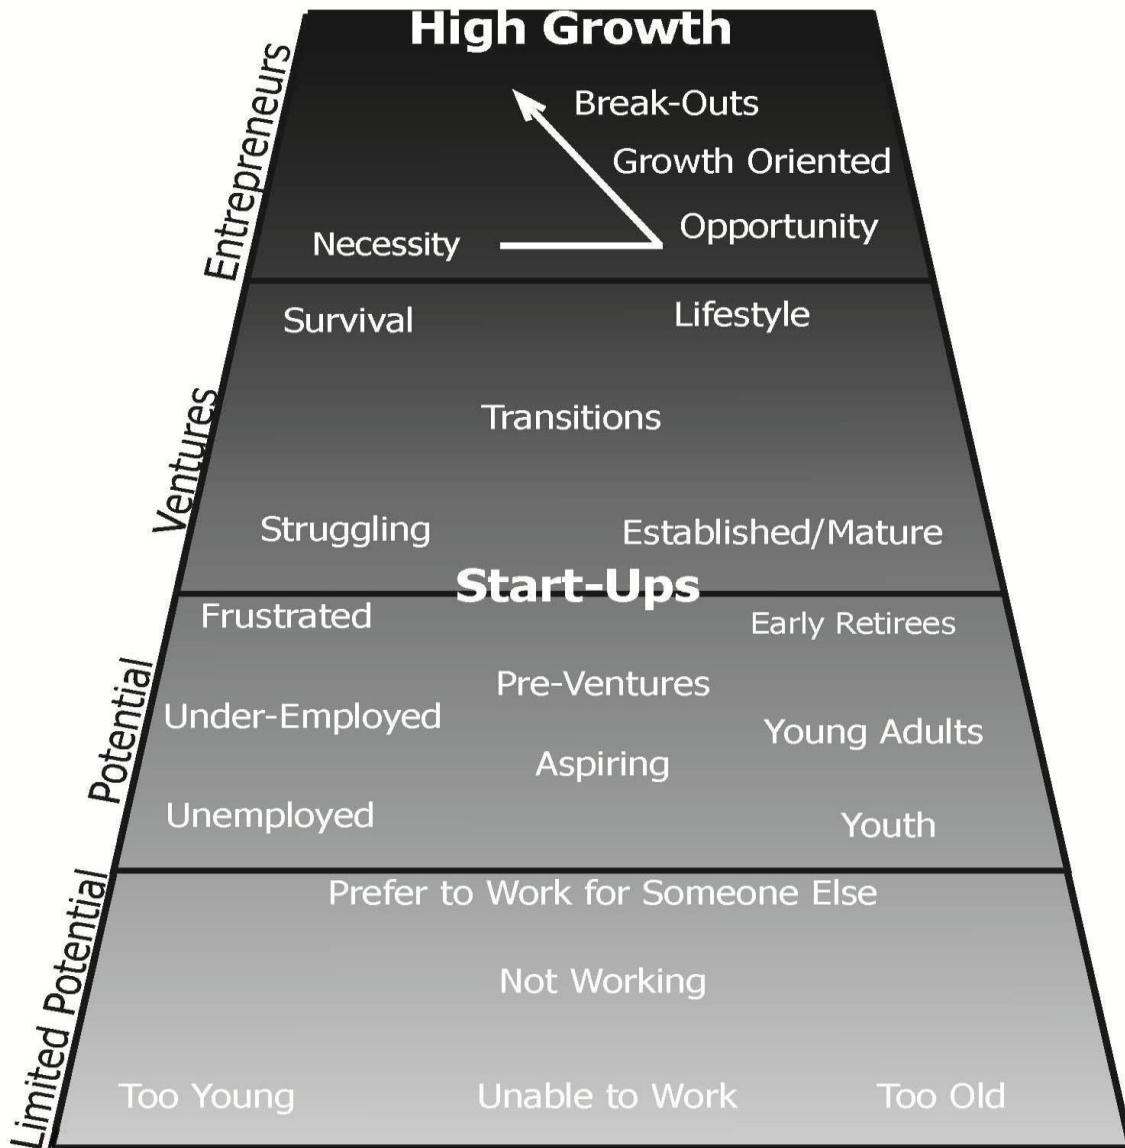 High Growth
Break-Outs
Growth Oriented
Opportunity
Necessity
Entrepreneurs
Survival
Lifestyle
Transitions
Struggling
Established/Mature
Ventures
Start-Ups
Frustrated
Early Retirees
Pre-Ventures
Under-Employed
Young Adults
Aspiring
Unemployed
Youth
Potential
Prefer to Work for Someone Else
Not Working
Too Young
Unable to Work
Too Old
Limited Potential